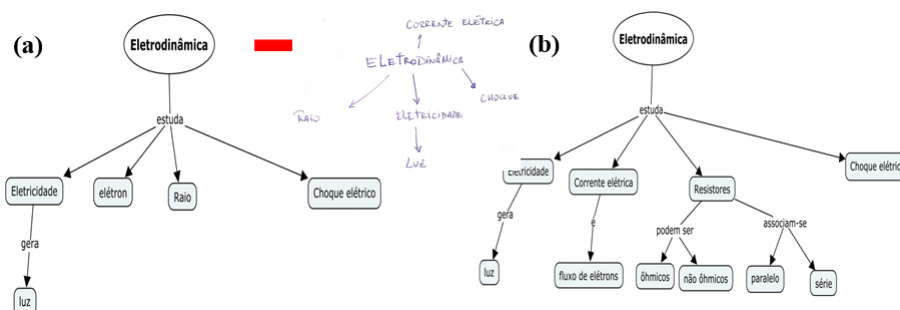 (a)
Eletrodinâmica
estuda
Eletricidade
elétron
Raio
Choque elétrico
gera
luz
CORRENTE ELÉTRICA
ELETRODINÂMICA
RAIO
ELETRICIDADE
CHOQUE
LUZ
(b)
Eletrodinâmica
estuda
Eletricidade
Corrente elétrica
Resistores
Choque elétric
gera
é
podem ser
associam-se
luz
fluxo de elétrons
ôhmicos
não ôhmicos
paralelo
série